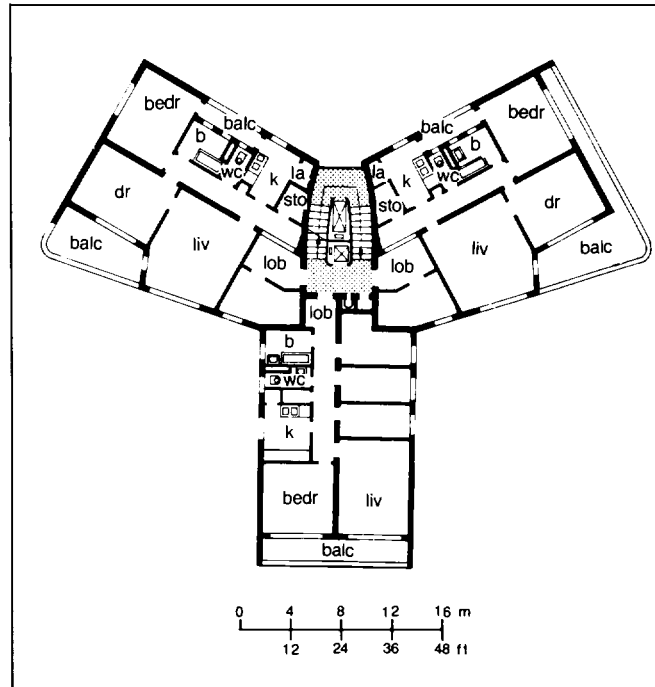 bedr
balc
b
wc
k
la
sto
dr
liv
balc
lob
bedr
balc
b
wc
k
la
sto
dr
liv
balc
lob
lob
b
wc
k
bedr
liv
balc
0 4 8 12 16 m
12 24 36 48 ft